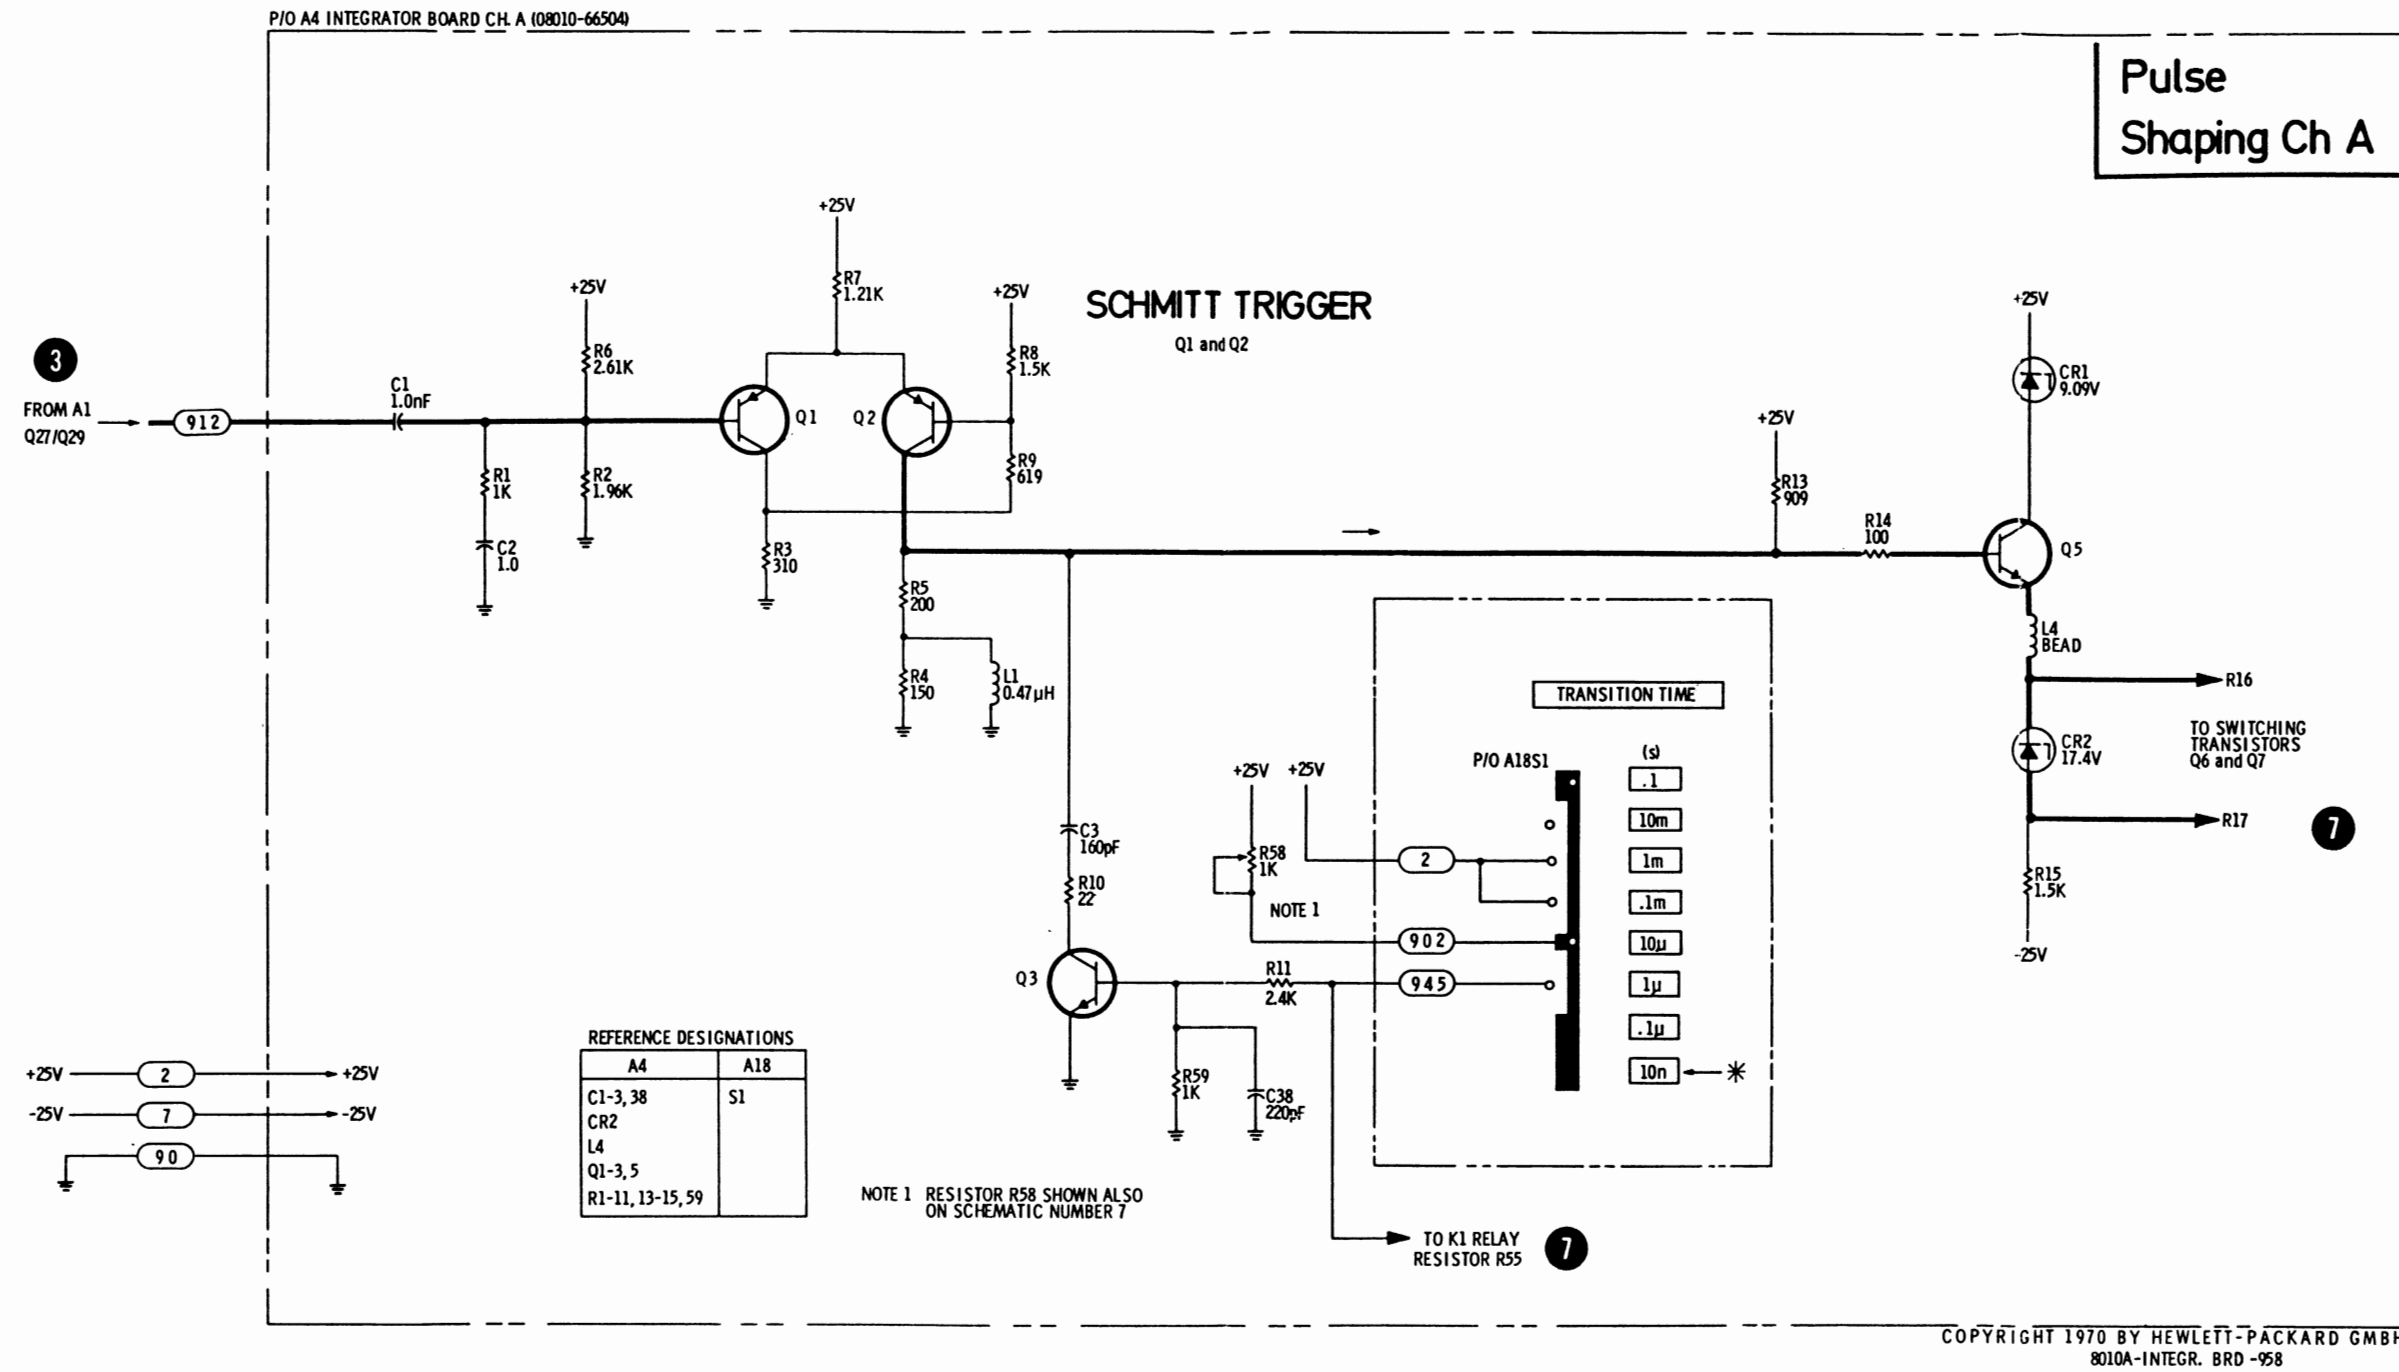 P/O A4 INTEGRATOR BOARD CH. A (08010-66504)
Pulse
Shaping Ch A
+25V
R7
1.21K
+25V
R6
2.61K
+25V
R8
1.5K
SCHMITT TRIGGER
Q1 and Q2
+25V
CR1
9.09V
3
FROM A1
Q27/Q29
912
C1
1.0nF
Q1
Q2
R1
1K
R2
1.96K
R9
619
+25V
R13
909
R14
100
Q5
C2
1.0
R3
310
R5
200
R4
150
L1
0.47µH
L4
BEAD
R16
TO SWITCHING
TRANSISTORS
Q6 and Q7
CR2
17.4V
R17
7
R15
1.5K
-25V
TRANSITION TIME
P/O A18S1
(s)
.1
10m
1m
.1m
10µ
1µ
.1µ
10n
*
+25V
+25V
C3
160pF
R58
1K
2
R10
22
NOTE 1
902
Q3
R11
2.4K
945
R59
1K
C38
220pF
+25V
2
+25V
-25V
7
-25V
90
REFERENCE DESIGNATIONS
A4 A18
C1-3, 38 S1
CR2
L4
Q1-3, 5
R1-11, 13-15, 59
NOTE 1 RESISTOR R58 SHOWN ALSO
ON SCHEMATIC NUMBER 7
TO K1 RELAY
RESISTOR R55
7
COPYRIGHT 1970 BY HEWLETT-PACKARD GMBH
8010A-INTEGR. BRD -958